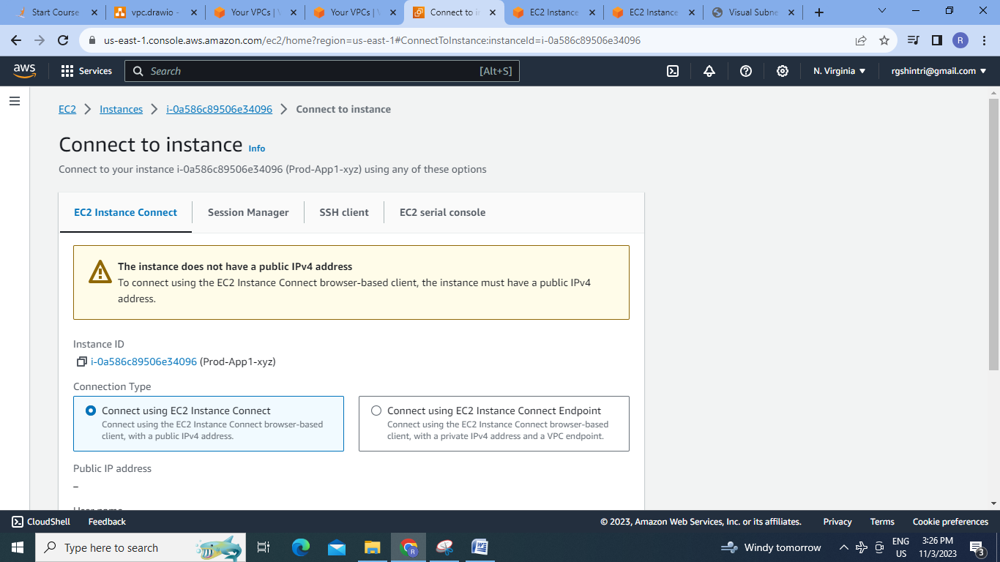 Start Course
vpc.drawio -
Your VPCs |
Your VPCs |
Connect to i
EC2 Instance
EC2 Instance
Visual Subne
us-east-1.console.aws.amazon.com/ec2/home?region=us-east-1#ConnectToInstance:instanceId=i-0a586c89506e34096
R
aws
Services
Search
[Alt+S]
N. Virginia
rgshintri@gmail.com
EC2
Instances
i-0a586c89506e34096
Connect to instance
Connect to instance Info
Connect to your instance i-0a586c89506e34096 (Prod-App1-xyz) using any of these options
EC2 Instance Connect
Session Manager
SSH client
EC2 serial console
The instance does not have a public IPv4 address
To connect using the EC2 Instance Connect browser-based client, the instance must have a public IPv4
address.
Instance ID
i-0a586c89506e34096 (Prod-App1-xyz)
Connection Type
Connect using EC2 Instance Connect
Connect using the EC2 Instance Connect browser-based
client, with a public IPv4 address.
Connect using EC2 Instance Connect Endpoint
Connect using the EC2 Instance Connect browser-based
client, with a private IPv4 address and a VPC endpoint.
Public IP address
–
User name
CloudShell
Feedback
© 2023, Amazon Web Services, Inc. or its affiliates.
Privacy
Terms
Cookie preferences
Type here to search
R
Windy tomorrow
ENG
US
3:26 PM
11/3/2023
3